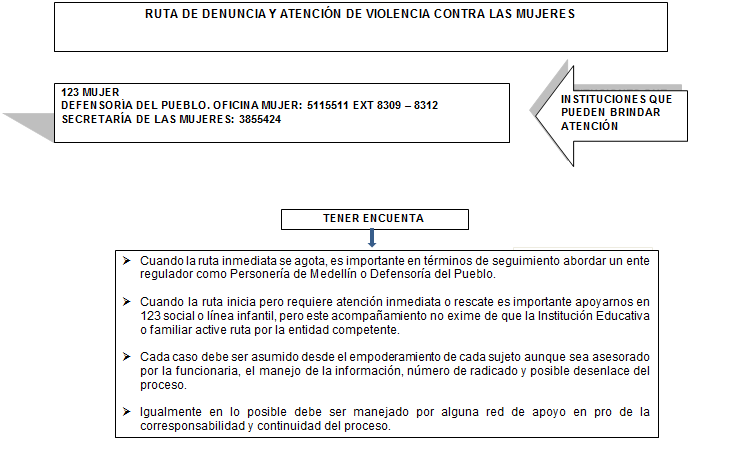 RUTA DE DENUNCIA Y ATENCIÓN DE VIOLENCIA CONTRA LAS MUJERES
123 MUJER
DEFENSORÌA DEL PUEBLO. OFICINA MUJER: 5115511 EXT 8309 – 8312
SECRETARÍA DE LAS MUJERES: 3855424
INSTITUCIONES QUE
PUEDEN BRINDAR
ATENCIÓN
TENER ENCUENTA
➢ Cuando la ruta inmediata se agota, es importante en términos de seguimiento abordar un ente
regulador como Personería de Medellín o Defensoría del Pueblo.
➢ Cuando la ruta inicia pero requiere atención inmediata o rescate es importante apoyarnos en
123 social o línea infantil, pero este acompañamiento no exime de que la Institución Educativa
o familiar active ruta por la entidad competente.
➢ Cada caso debe ser asumido desde el empoderamiento de cada sujeto aunque sea asesorado
por la funcionaria, el manejo de la información, número de radicado y posible desenlace del
proceso.
➢ Igualmente en lo posible debe ser manejado por alguna red de apoyo en pro de la
corresponsabilidad y continuidad del proceso.